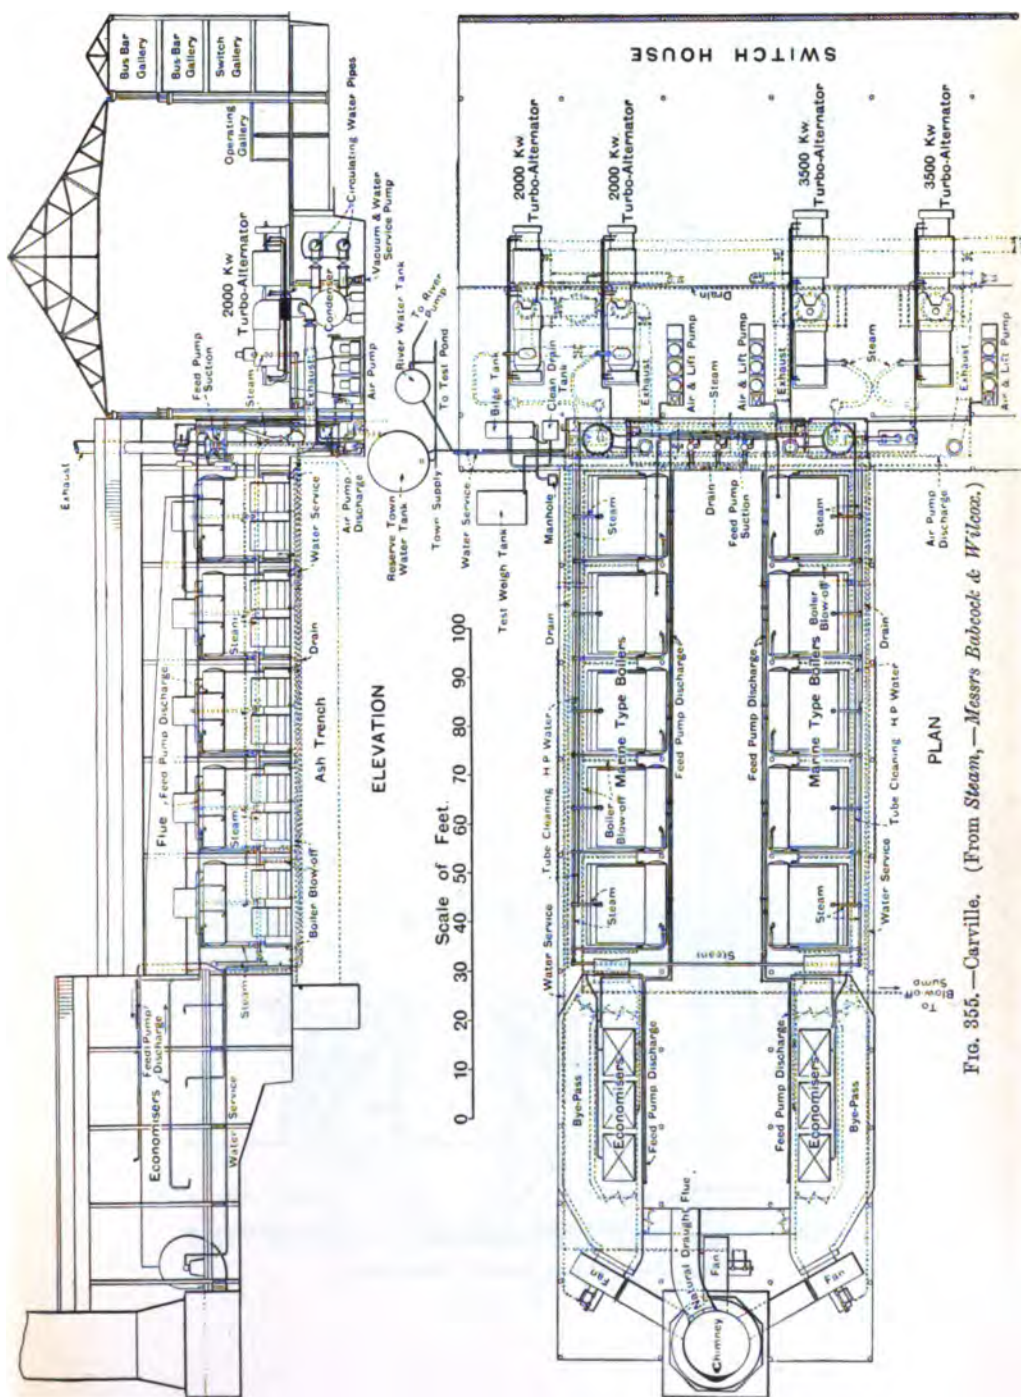 Exhaust
Bus-Bar
Gallery
Bus-Bar
Gallery
Switch
Gallery
Operating
Gallery
Circulating Water Pipes
2000 Kw
Turbo-Alternator
Feed Pump
Suction
Steam
Condenser
Exhaust
Air Pump
Vacuum & Water
Service Pump
Air Pump
Discharge
Water Service
Flue
Feed Pump Discharge
Steam
Steam
Drain
Ash Trench
Boiler Blow-off
Steam
Feed Pump
Discharge
Economisers
Water Service
ELEVATION
Scale of Feet.
0 10 20 30 40 50 60 70 80 90 100
River Water Tank
To River
Pump
To Test Pond
Reserve Town
Water Tank
Town Supply
Water Service
Test Weigh Tank
SWITCH HOUSE
2000 Kw
Turbo-Alternator
2000 Kw
Turbo-Alternator
3500 Kw
Turbo-Alternator
3500 Kw
Turbo-Alternator
Bilge Tank
Clean Drain
Tank
Exhaust
Air & Lift Pump
Drain
Steam
Air & Lift Pump
Exhaust
Steam
Exhaust
Air & Lift Pump
Manhole
Drain
Feed Pump
Suction
Air Pump
Discharge
Steam
Steam
Drain
Tube Cleaning H P Water
Water Service
Marine Type Boilers
Boiler
Blow-off
Steam
Feed Pump Discharge
Feed Pump Discharge
Marine Type Boilers
Boiler
Blow-off
Steam
Drain
Tube Cleaning H P Water
Water Service
Steam
To
Blow-off
Sump
Bye-Pass
Economisers
Feed Pump Discharge
Feed Pump Discharge
Economisers
Bye-Pass
Natural Draught Flue
Fan
Fan
Fan
Chimney
PLAN
FIG. 355.—Carville. (From Steam,—Messrs Babcock & Wilcox.)